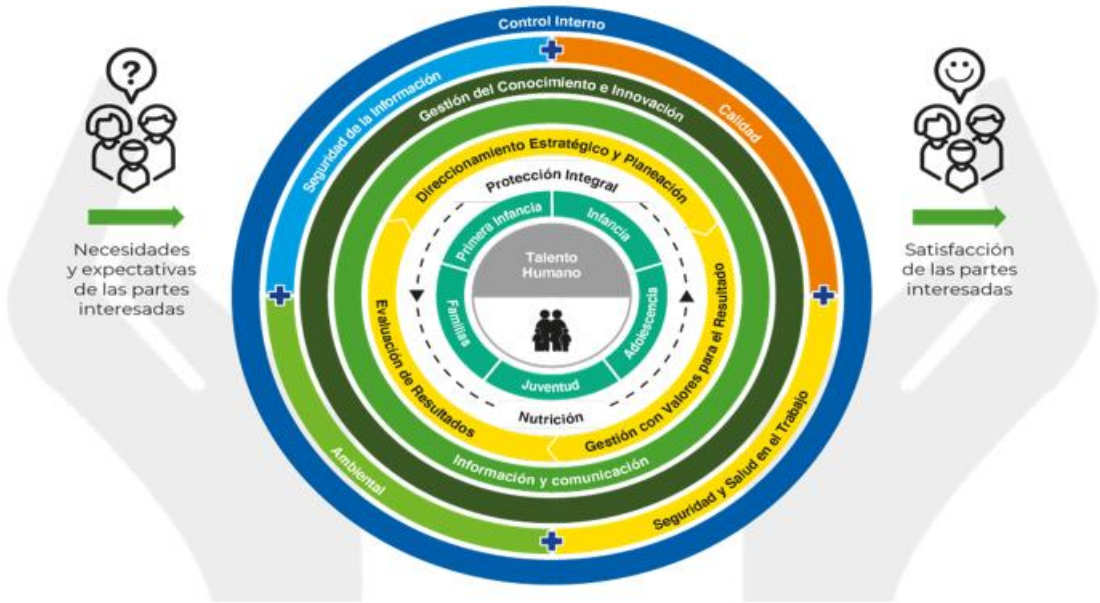 Control Interno
Seguridad de la Información
Calidad
Gestión del Conocimiento e Innovación
Direccionamiento Estratégico y Planeación
Protección Integral
Primera Infancia
Infancia
?
Necesidades
y expectativas
de las partes
interesadas
Talento
Humano
Satisfacción
de las partes
interesadas
Familias
Adolescencia
Juventud
Nutrición
Evaluación de Resultados
Gestión con Valores para el Resultado
Información y comunicación
Ambiental
Seguridad y Salud en el Trabajo